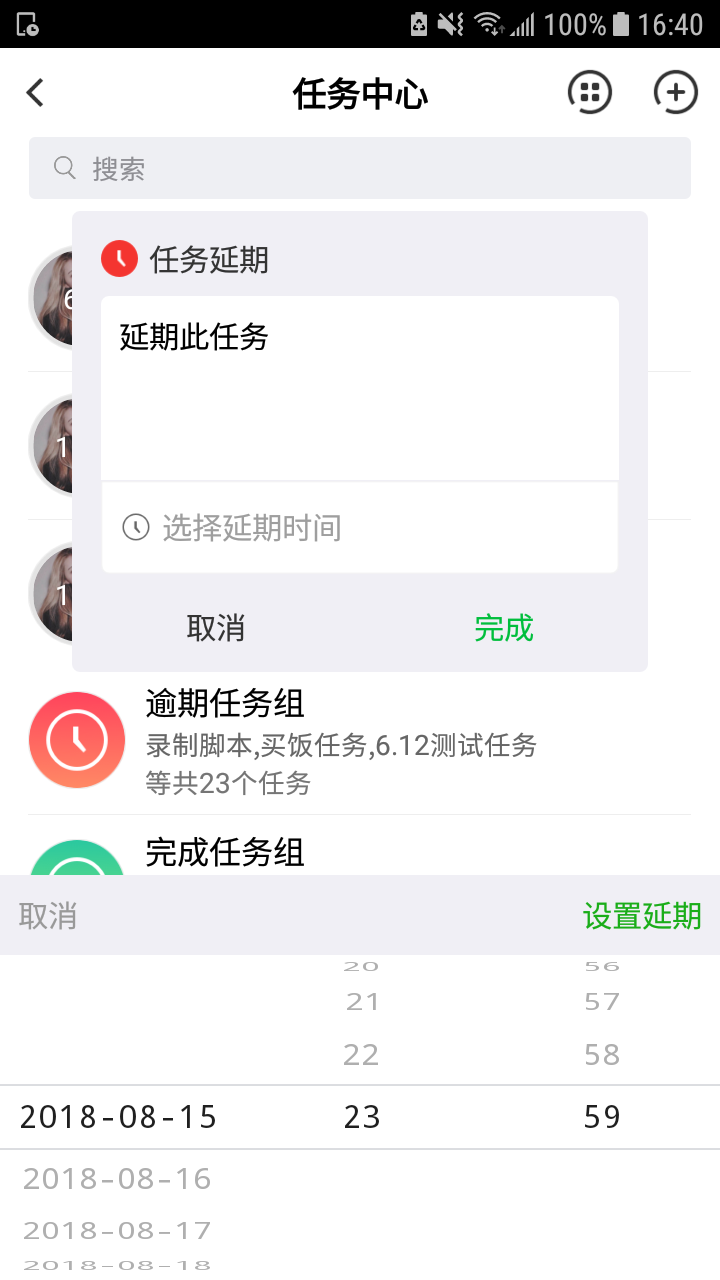 100% 16:40
任务中心
搜索
任务延期
延期此任务
选择延期时间
取消 完成
6
1
1
逾期任务组
录制脚本,买饭任务,6.12测试任务
等共23个任务
完成任务组
取消 设置延期
20 56
21 57
22 58
2018-08-15 23 59
2018-08-16
2018-08-17
2018-08-18